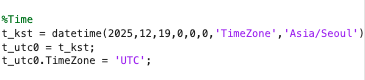 %Time
t_kst = datetime(2025,12,19,0,0,0,'TimeZone','Asia/Seoul')
t_utc0 = t_kst;
t_utc0.TimeZone = 'UTC';